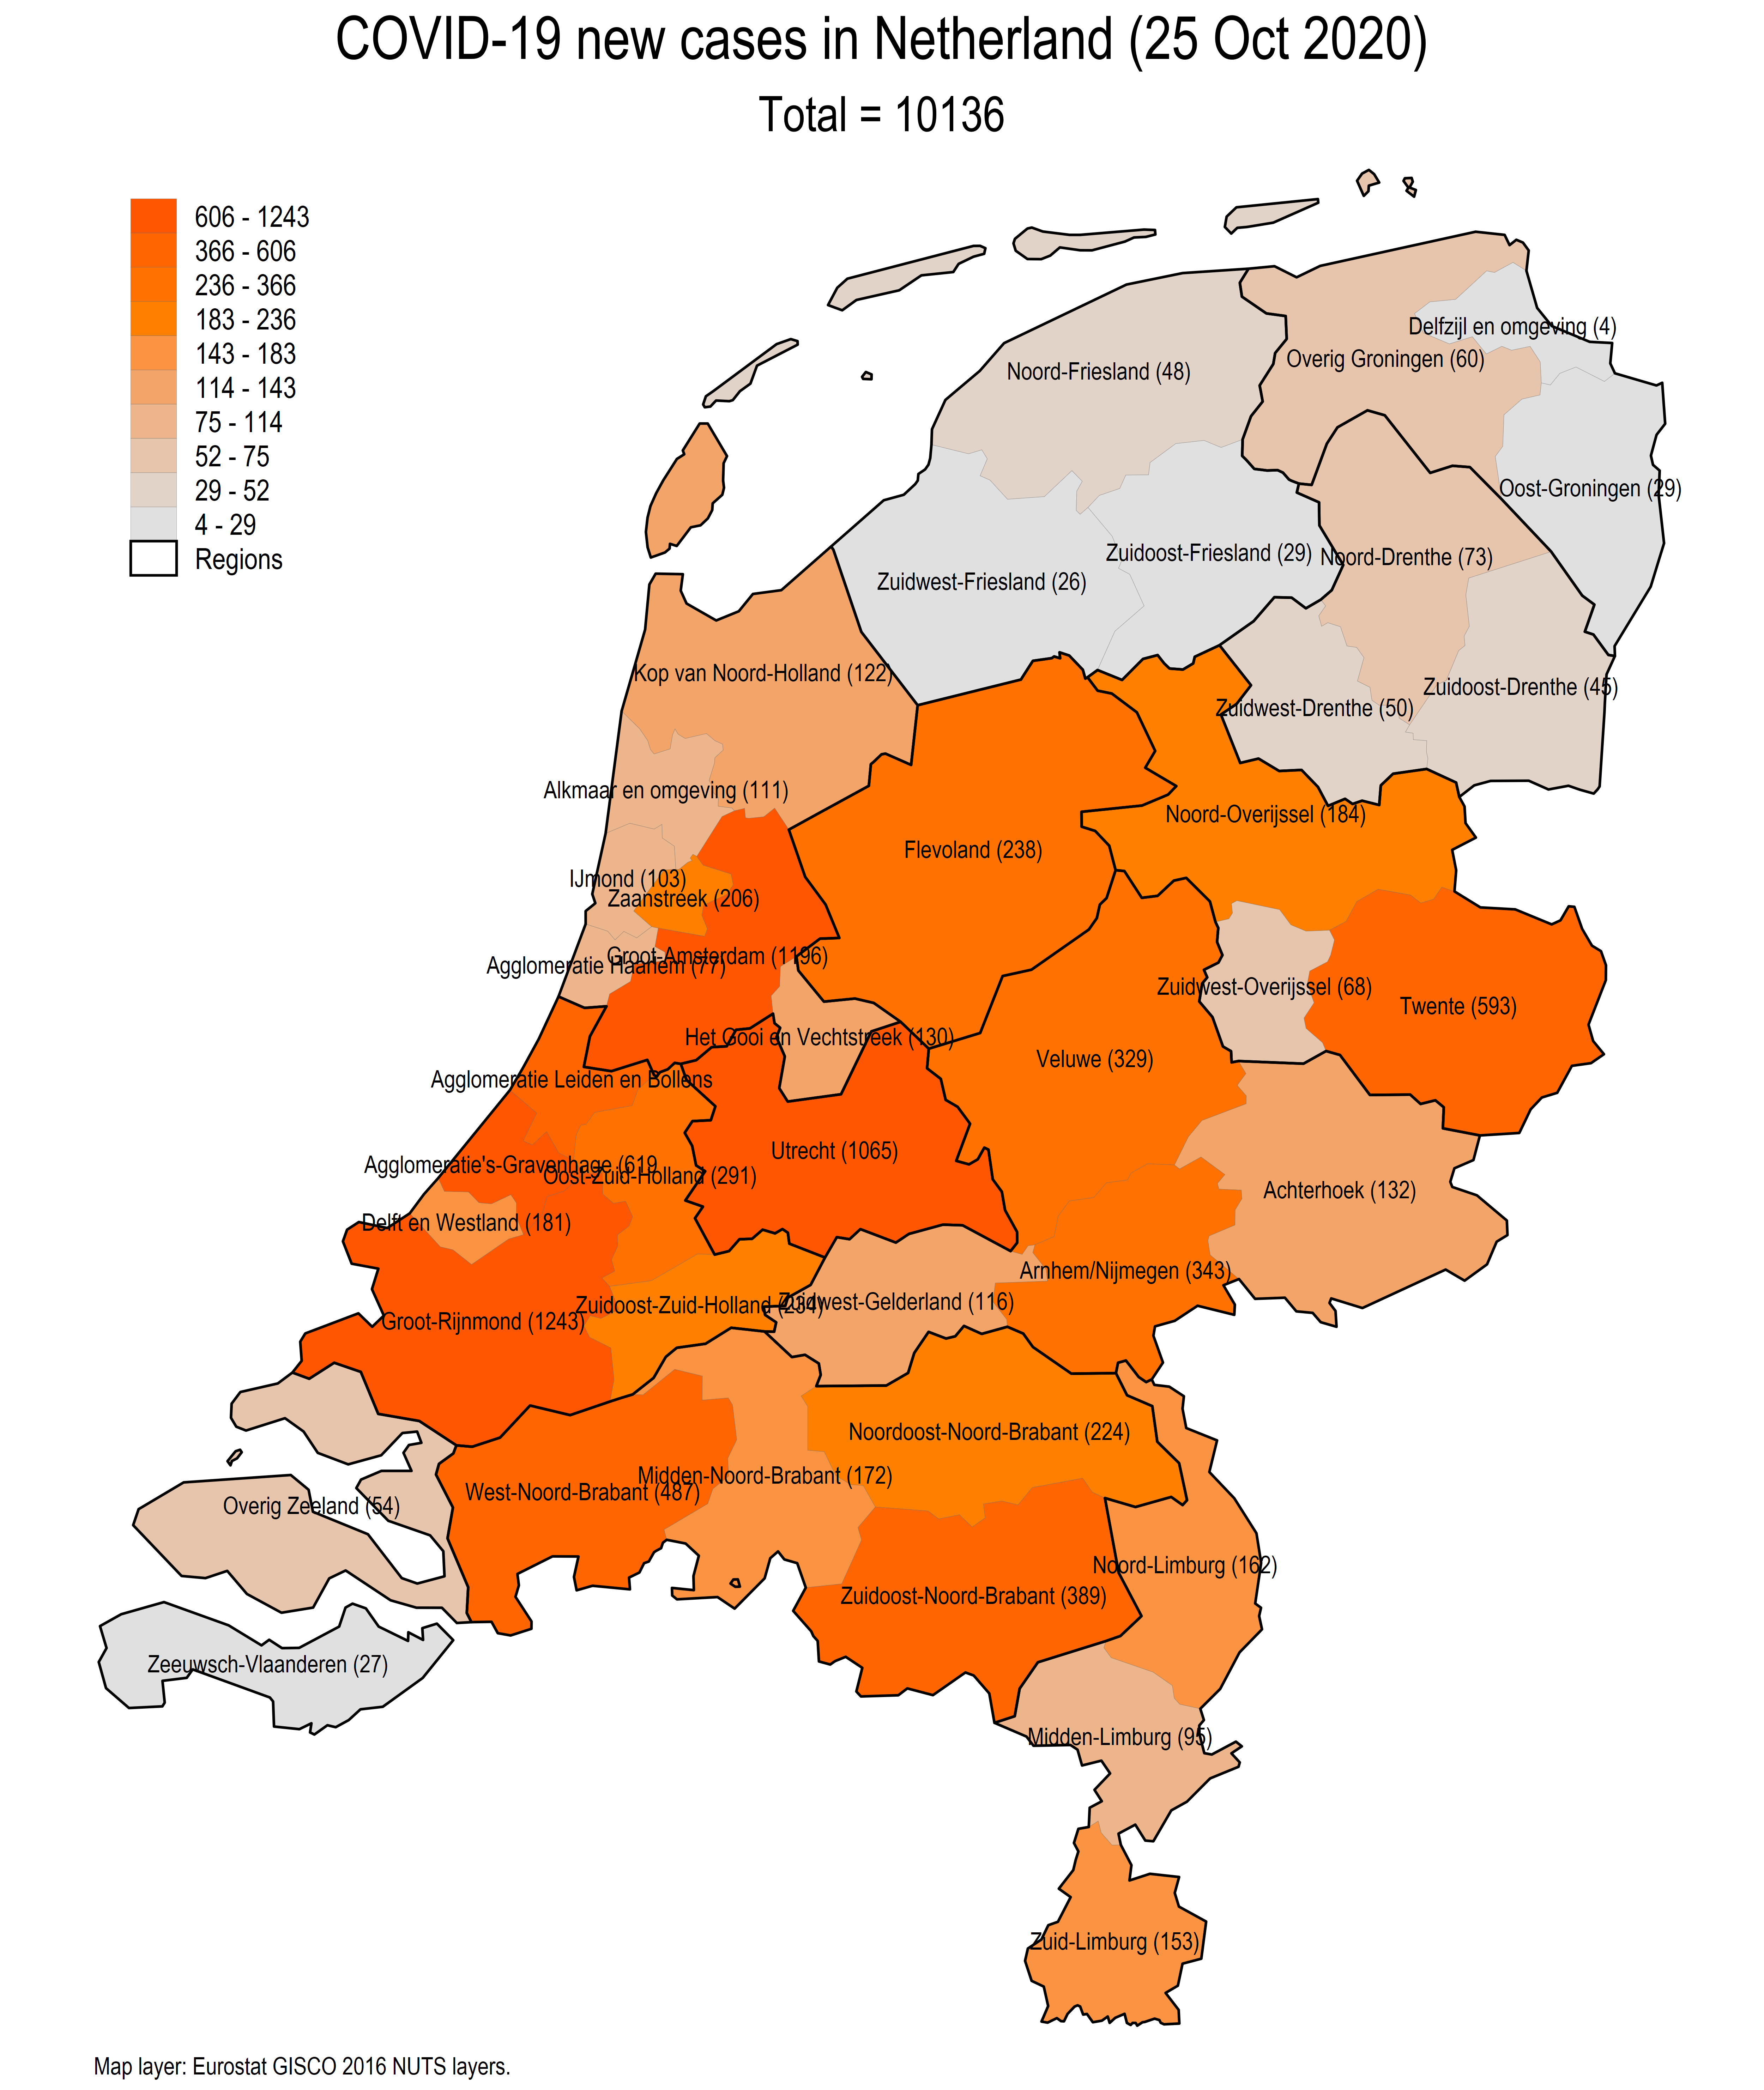 COVID-19 new cases in Netherland (25 Oct 2020)
Total = 10136
606 - 1243
366 - 606
236 - 366
183 - 236
143 - 183
114 - 143
75 - 114
52 - 75
29 - 52
4 - 29
Regions
Delfzijl en omgeving (4)
Overig Groningen (60)
Noord-Friesland (48)
Oost-Groningen (29)
Zuidoost-Friesland (29)
Noord-Drenthe (73)
Zuidwest-Friesland (26)
Kop van Noord-Holland (122)
Zuidoost-Drenthe (45)
Zuidwest-Drenthe (50)
Alkmaar en omgeving (111)
Noord-Overijssel (184)
Flevoland (238)
IJmond (103)
Zaanstreek (206)
Groot-Amsterdam (1196)
Agglomeratie Haarlem (77)
Zuidwest-Overijssel (68)
Twente (593)
Het Gooi en Vechtstreek (130)
Veluwe (329)
Agglomeratie Leiden en Bollens
Utrecht (1065)
Agglomeratie's-Gravenhage (619
Oost-Zuid-Holland (291)
Achterhoek (132)
Delft en Westland (181)
Arnhem/Nijmegen (343)
Zuidwest-Gelderland (116)
Zuidoost-Zuid-Holland (234)
Groot-Rijnmond (1243)
Noordoost-Noord-Brabant (224)
Midden-Noord-Brabant (172)
West-Noord-Brabant (487)
Overig Zeeland (54)
Noord-Limburg (162)
Zuidoost-Noord-Brabant (389)
Zeeuwsch-Vlaanderen (27)
Midden-Limburg (95)
Zuid-Limburg (153)
Map layer: Eurostat GISCO 2016 NUTS layers.